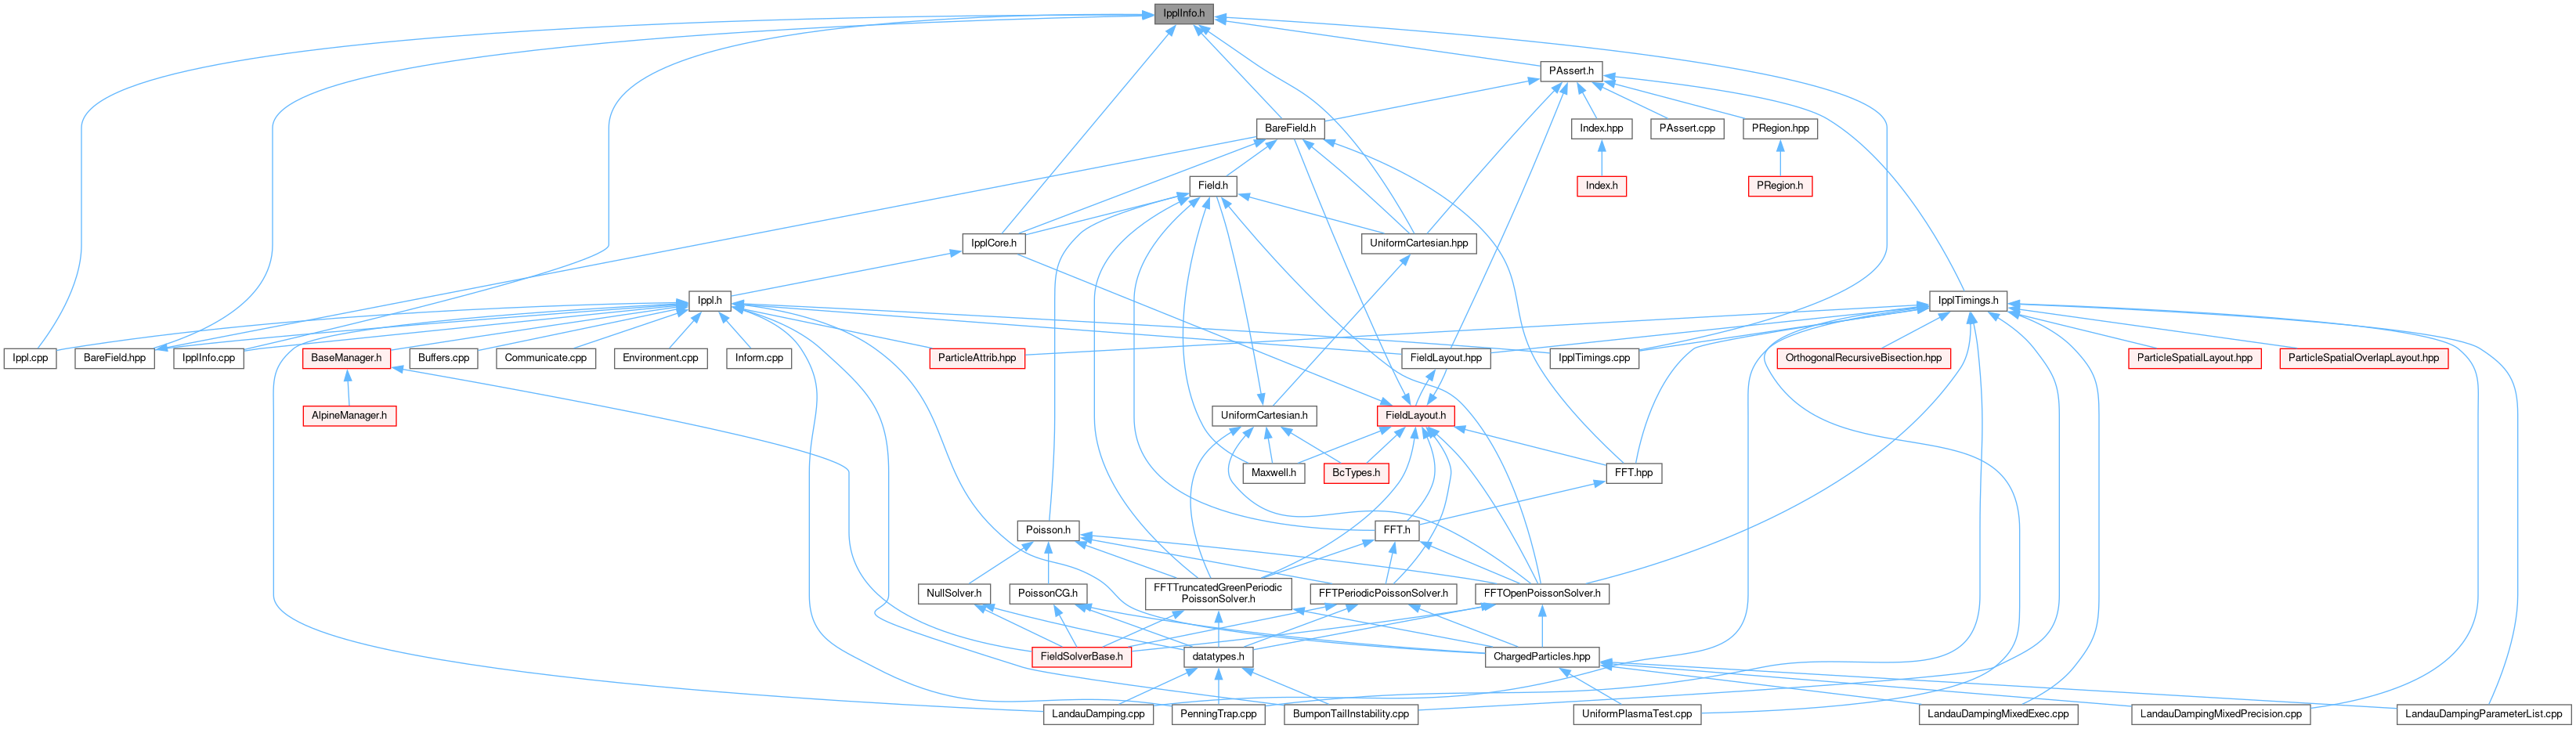 IpplInfo.h
PAssert.h
BareField.h
Index.hpp
PAssert.cpp
PRegion.hpp
Field.h
Index.h
PRegion.h
IpplCore.h
UniformCartesian.hpp
Ippl.h
IpplTimings.h
Ippl.cpp
BareField.hpp
IpplInfo.cpp
BaseManager.h
Buffers.cpp
Communicate.cpp
Environment.cpp
Inform.cpp
ParticleAttrib.hpp
FieldLayout.hpp
IpplTimings.cpp
OrthogonalRecursiveBisection.hpp
ParticleSpatialLayout.hpp
ParticleSpatialOverlapLayout.hpp
AlpineManager.h
UniformCartesian.h
FieldLayout.h
Maxwell.h
BcTypes.h
FFT.hpp
Poisson.h
FFT.h
NullSolver.h
PoissonCG.h
FFTTruncatedGreenPeriodic
PoissonSolver.h
FFTPeriodicPoissonSolver.h
FFTOpenPoissonSolver.h
FieldSolverBase.h
datatypes.h
ChargedParticles.hpp
LandauDamping.cpp
PenningTrap.cpp
BumponTailInstability.cpp
UniformPlasmaTest.cpp
LandauDampingMixedExec.cpp
LandauDampingMixedPrecision.cpp
LandauDampingParameterList.cpp